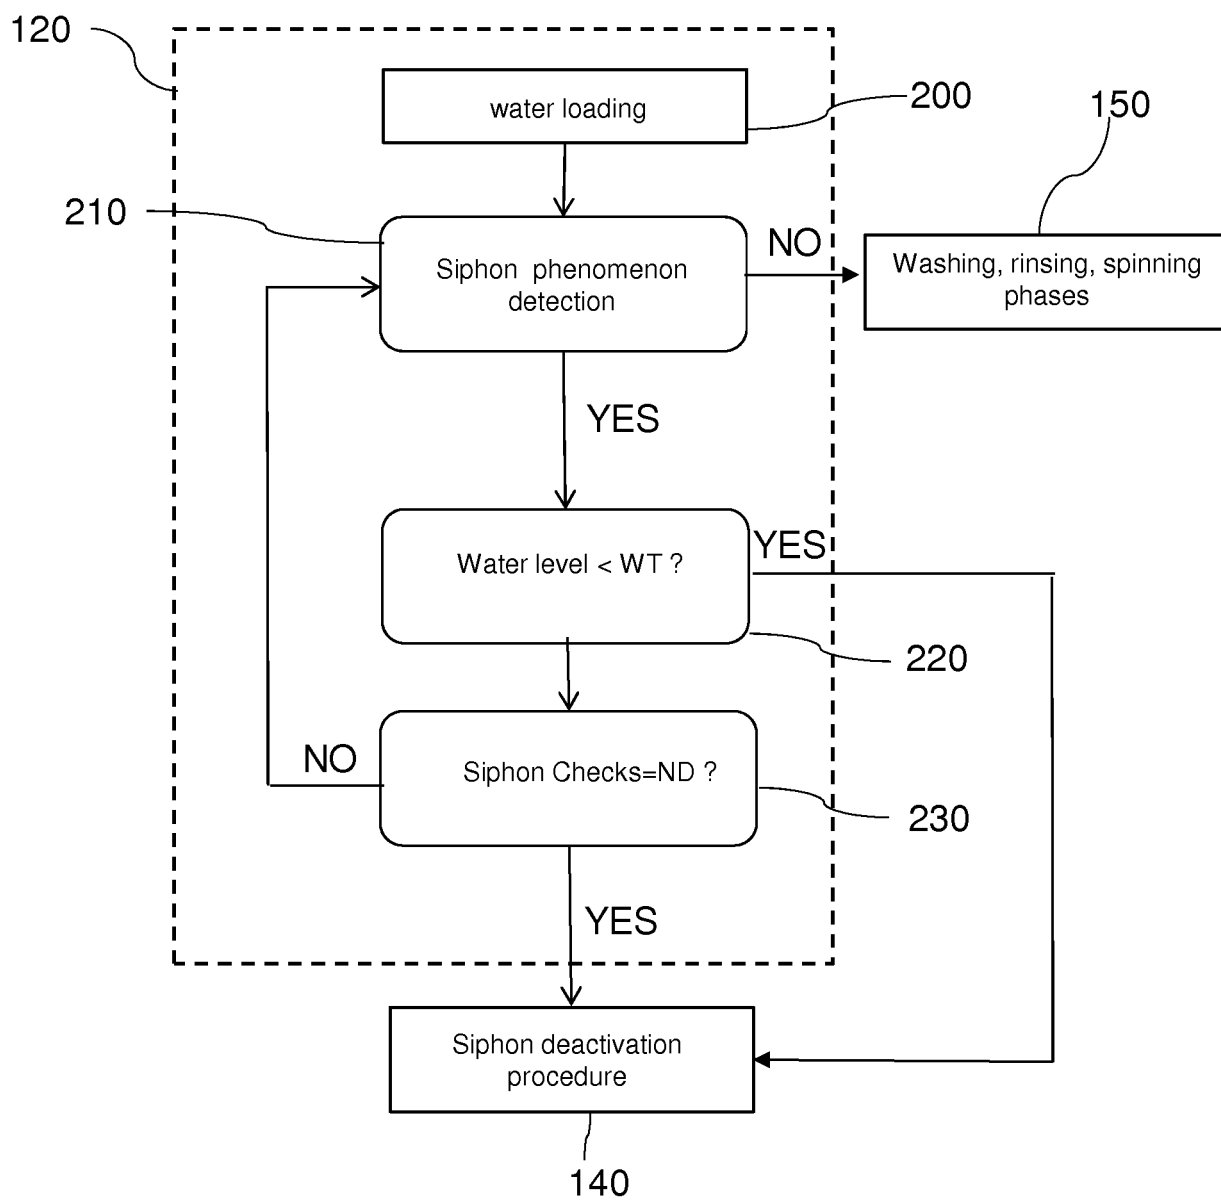 120
water loading
200
150
210
NO
Siphon phenomenon
detection
Washing, rinsing, spinning
phases
YES
YES
Water level < WT ?
220
NO
Siphon Checks=ND ?
230
YES
Siphon deactivation
procedure
140